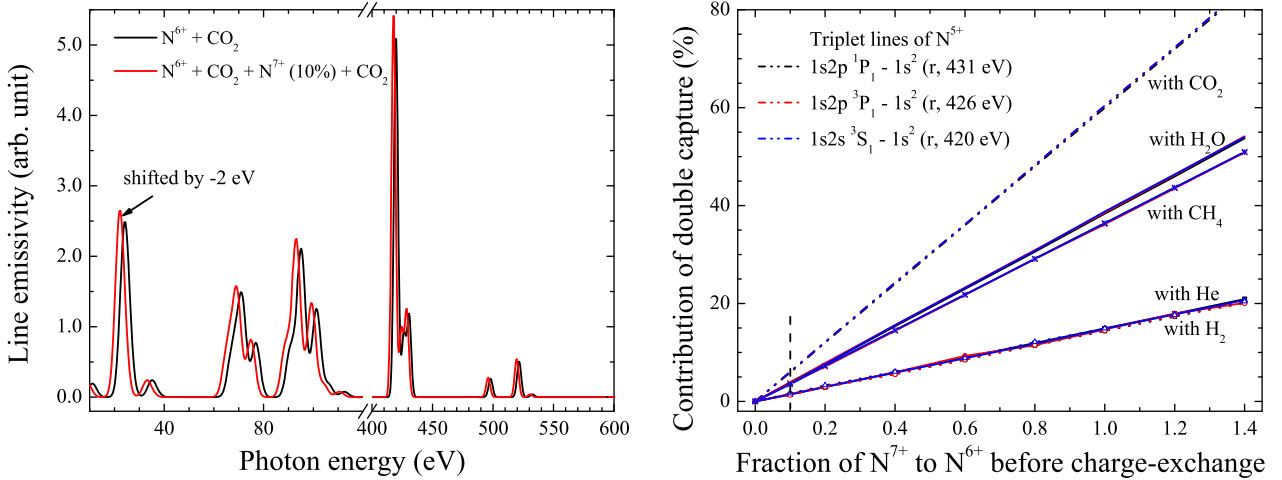 N⁶⁺ + CO₂
N⁶⁺ + CO₂ + N⁷⁺ (10%) + CO₂
shifted by -2 eV
Line emissivity (arb. unit)
5.0
4.0
3.0
2.0
1.0
0.0
40 80 400 450 500 550 600
Photon energy (eV)
Contribution of double capture (%)
80
60
40
20
0
Triplet lines of N⁵⁺
1s2p ¹P₁ - 1s² (r, 431 eV)
1s2p ³P₁ - 1s² (r, 426 eV)
1s2s ³S₁ - 1s² (r, 420 eV)
with CO₂
with H₂O
with CH₄
with He
with H₂
0.0 0.2 0.4 0.6 0.8 1.0 1.2 1.4
Fraction of N⁷⁺ to N⁶⁺ before charge-exchange